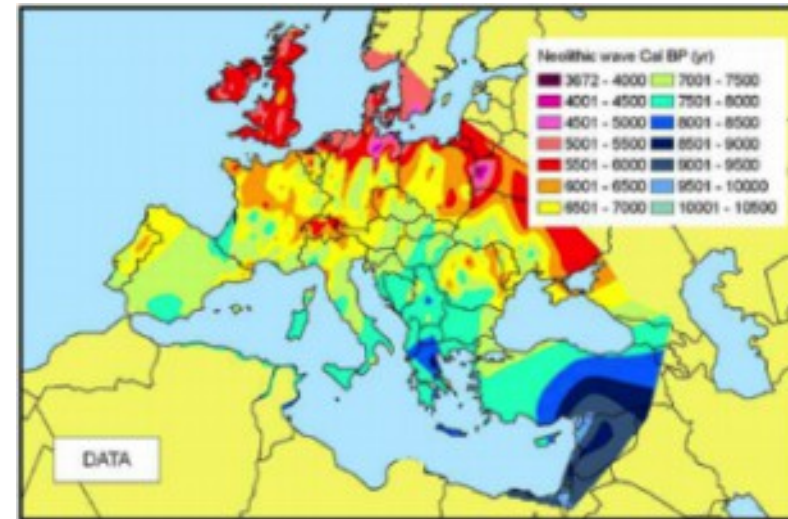 Neolithic wave Cal BP (yr)
3672 - 4000 7001 - 7500
4001 - 4500 7501 - 8000
4501 - 5000 8001 - 8500
5001 - 5500 8501 - 9000
5501 - 6000 9001 - 9500
6001 - 6500 9501 - 10000
6501 - 7000 10001 - 10500
DATA